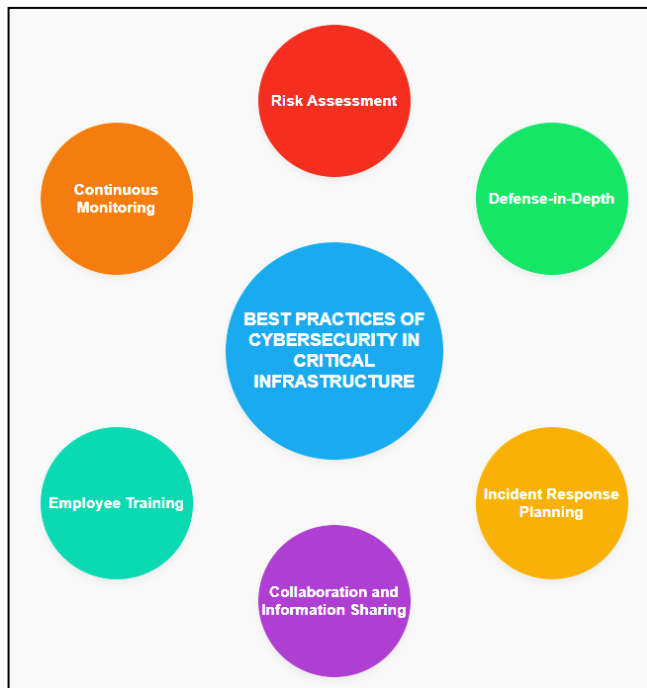 Risk Assessment
Continuous
Monitoring
Defense-in-Depth
BEST PRACTICES OF
CYBERSECURITY IN
CRITICAL
INFRASTRUCTURE
Employee Training
Incident Response
Planning
Collaboration and
Information Sharing